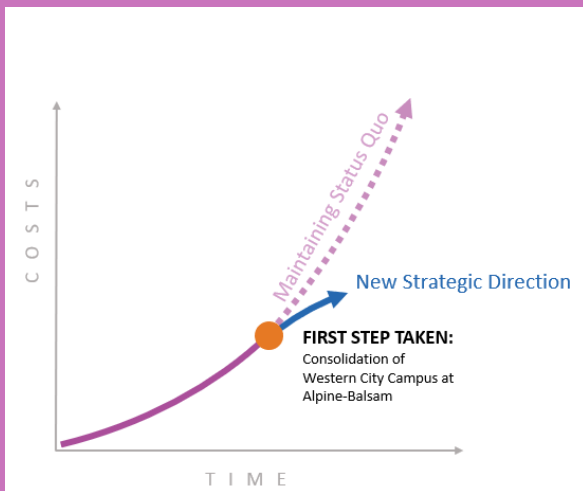 COSTS
Maintaining Status Quo
New Strategic Direction
FIRST STEP TAKEN:
Consolidation of
Western City Campus at
Alpine-Balsam
TIME